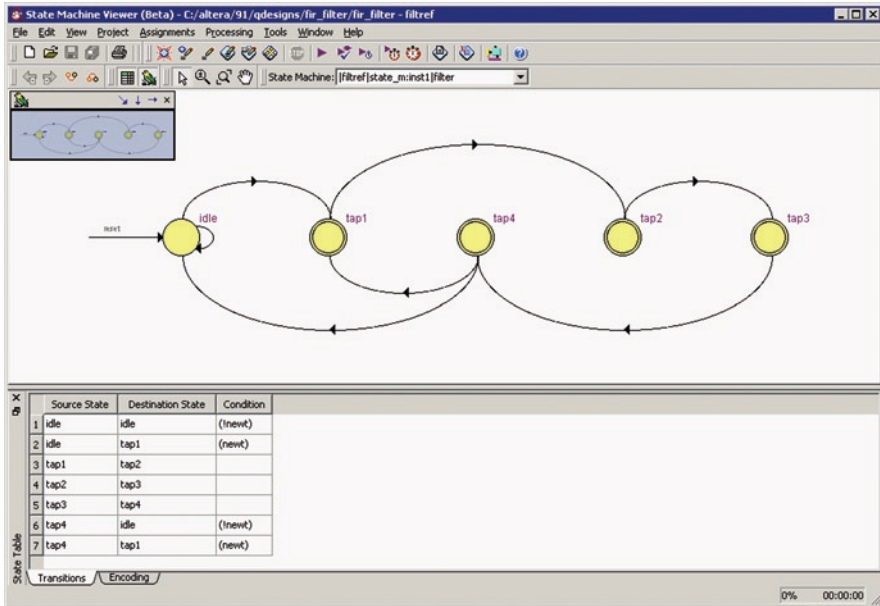 State Machine Viewer (Beta) - C:/altera/91/qdesigns/fir_filter/fir_filter - filtref
File Edit View Project Assignments Processing Tools Window Help
State Machine: |filtref|state_m:inst1|filter
idle
tap1
tap4
tap2
tap3
Source State Destination State Condition
1 idle idle (!newt)
2 idle tap1 (newt)
3 tap1 tap2
4 tap2 tap3
5 tap3 tap4
6 tap4 idle (!newt)
7 tap4 tap1 (newt)
State Table
Transitions Encoding
0% 00:00:00